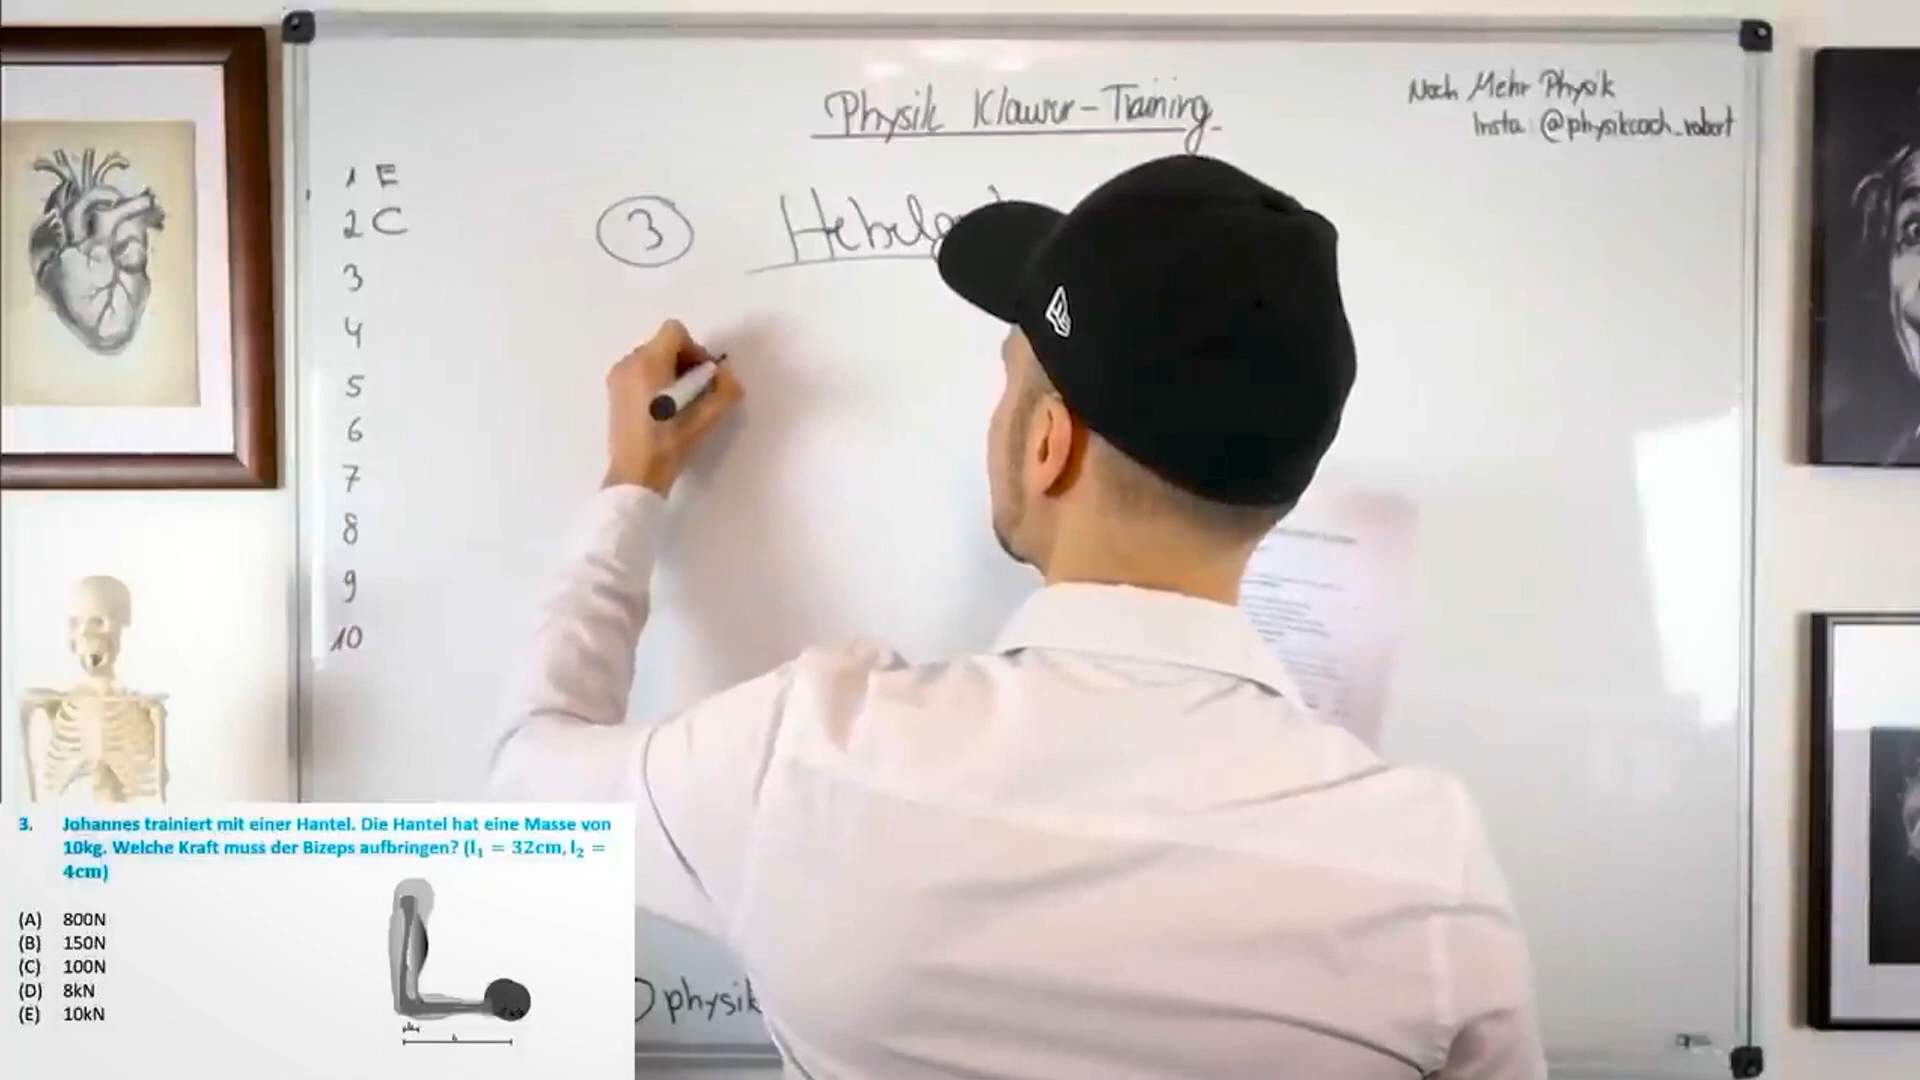 Physik Klausur-Training
Noch Mehr Physik
Insta: @physikcoach_robert
1 E
2 C
3
4
5
6
7
8
9
10
3
3. Johannes trainiert mit einer Hantel. Die Hantel hat eine Masse von
10kg. Welche Kraft muss der Bizeps aufbringen? (l₁ = 32cm, l₂ =
4cm)
(A) 800N
(B) 150N
(C) 100N
(D) 8kN
(E) 10kN
physik